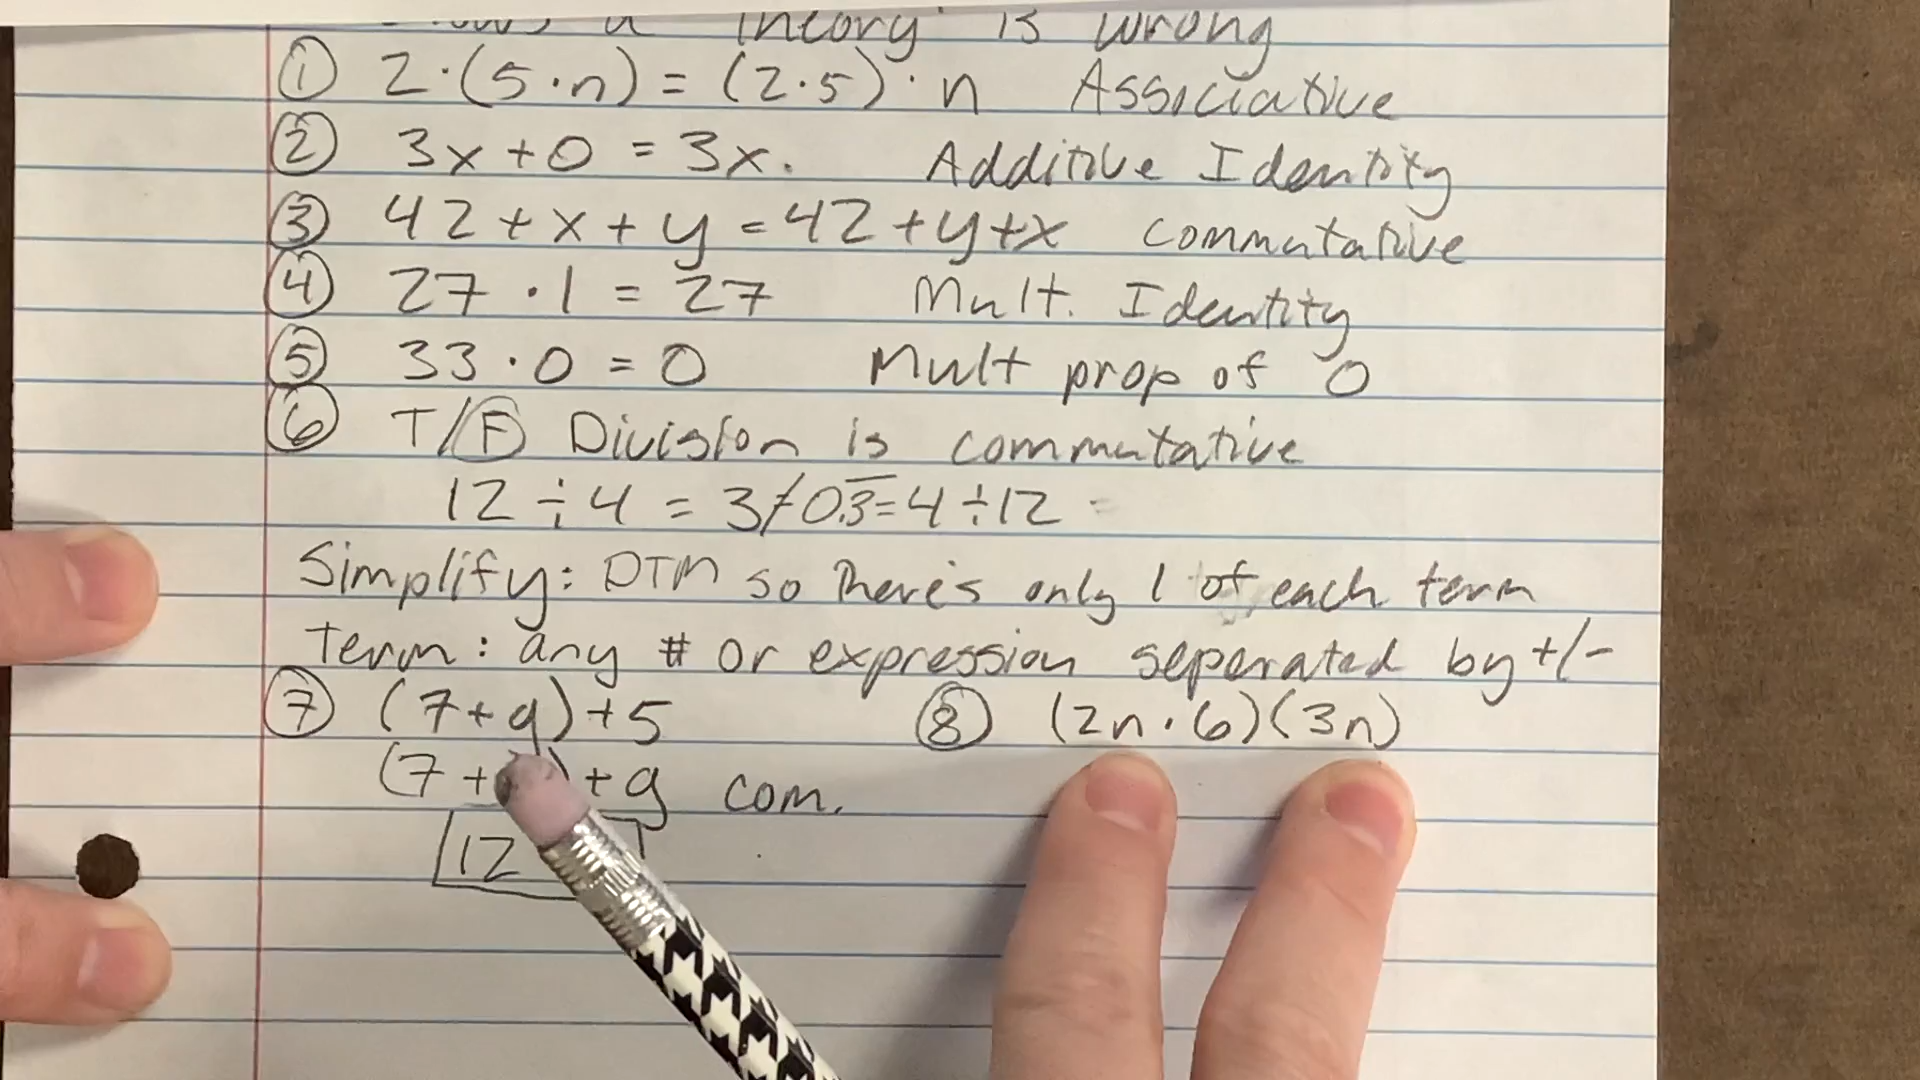 a theory is wrong
① 2·(5·n) = (2·5)·n Associative
② 3x+0 = 3x. Additive Identity
③ 42+x+y = 42+y+x commutative
④ 27·1 = 27 Mult. Identity
⑤ 33·0 = 0 Mult prop of 0
⑥ T/F Division is commutative
12÷4 = 3≠0.3̅=4÷12 =
Simplify: DTM so there's only 1 of each term
Term: any # or expression seperated by +/-
⑦ (7+g)+5 ⑧ (2n·6)(3n)
(7+ )+g com.
12